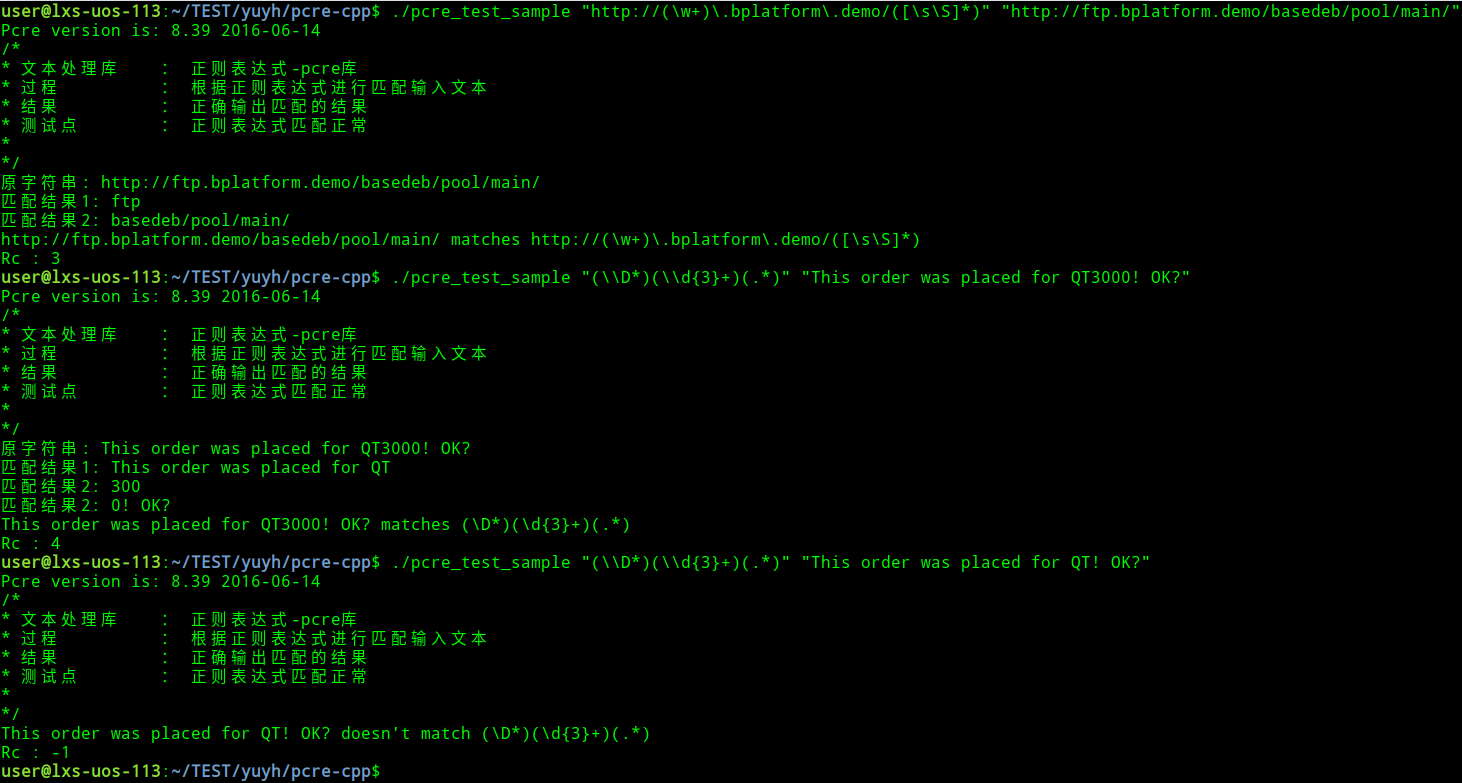 user@lxs-uos-113:~/TEST/yuyh/pcre-cpp$ ./pcre_test_sample "http://(\w+)\.bplatform\.demo/([\s\S]*)" "http://ftp.bplatform.demo/basedeb/pool/main/"
Pcre version is: 8.39 2016-06-14
/*
* 文本处理库 : 正则表达式-pcre库
* 过程 : 根据正则表达式进行匹配输入文本
* 结果 : 正确输出匹配的结果
* 测试点 : 正则表达式匹配正常
*
*/
原字符串: http://ftp.bplatform.demo/basedeb/pool/main/
匹配结果1: ftp
匹配结果2: basedeb/pool/main/
http://ftp.bplatform.demo/basedeb/pool/main/ matches http://(\w+)\.bplatform\.demo/([\s\S]*)
Rc : 3
user@lxs-uos-113:~/TEST/yuyh/pcre-cpp$ ./pcre_test_sample "(\\D*)(\\d{3}+)(.*)" "This order was placed for QT3000! OK?"
Pcre version is: 8.39 2016-06-14
/*
* 文本处理库 : 正则表达式-pcre库
* 过程 : 根据正则表达式进行匹配输入文本
* 结果 : 正确输出匹配的结果
* 测试点 : 正则表达式匹配正常
*
*/
原字符串: This order was placed for QT3000! OK?
匹配结果1: This order was placed for QT
匹配结果2: 300
匹配结果2: 0! OK?
This order was placed for QT3000! OK? matches (\D*)(\d{3}+)(.*)
Rc : 4
user@lxs-uos-113:~/TEST/yuyh/pcre-cpp$ ./pcre_test_sample "(\\D*)(\\d{3}+)(.*)" "This order was placed for QT! OK?"
Pcre version is: 8.39 2016-06-14
/*
* 文本处理库 : 正则表达式-pcre库
* 过程 : 根据正则表达式进行匹配输入文本
* 结果 : 正确输出匹配的结果
* 测试点 : 正则表达式匹配正常
*
*/
This order was placed for QT! OK? doesn't match (\D*)(\d{3}+)(.*)
Rc : -1
user@lxs-uos-113:~/TEST/yuyh/pcre-cpp$